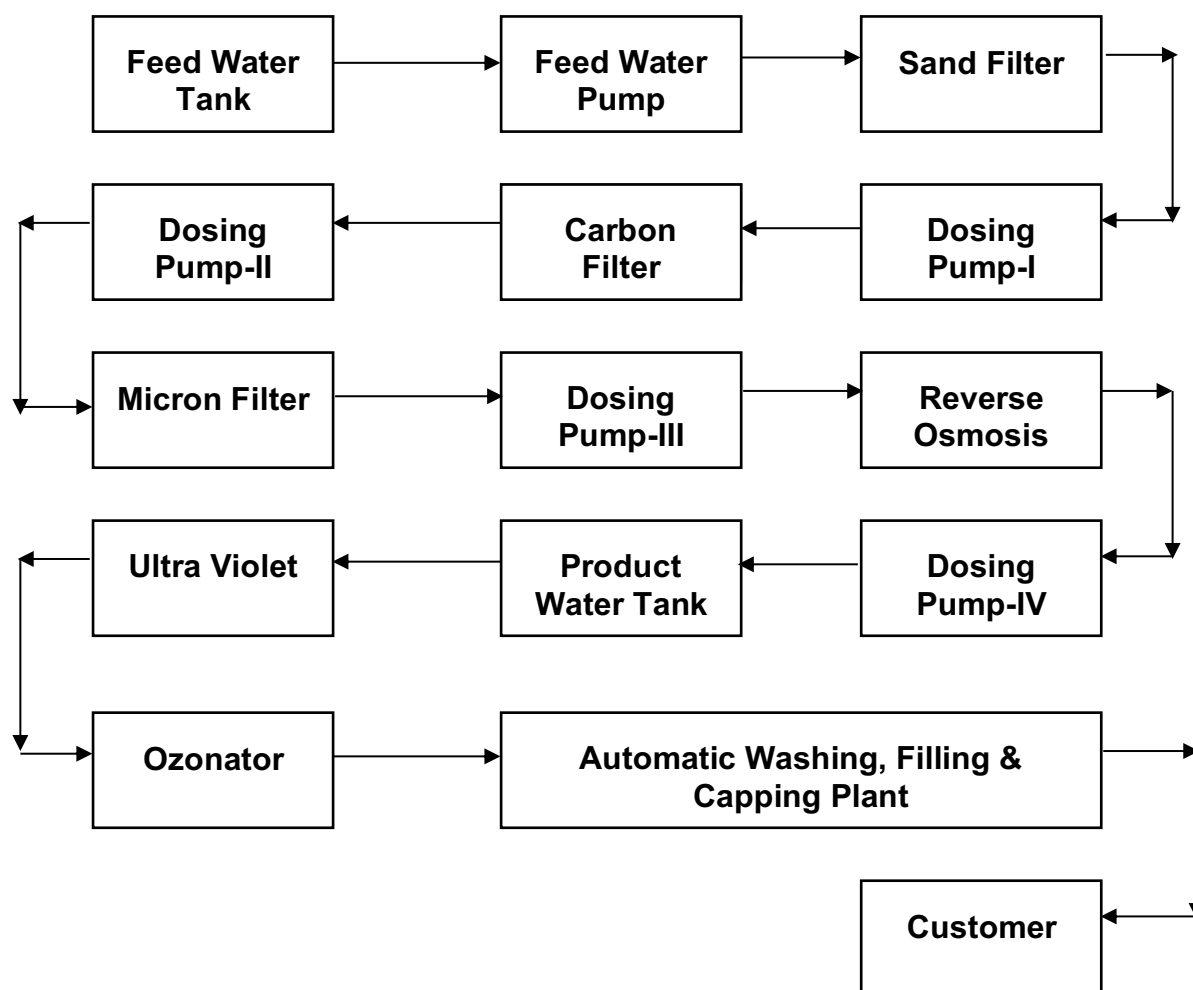 Feed Water
Tank
Feed Water
Pump
Sand Filter
Dosing
Pump-II
Carbon
Filter
Dosing
Pump-I
Micron Filter
Dosing
Pump-III
Reverse
Osmosis
Ultra Violet
Product
Water Tank
Dosing
Pump-IV
Ozonator
Automatic Washing, Filling &
Capping Plant
Customer